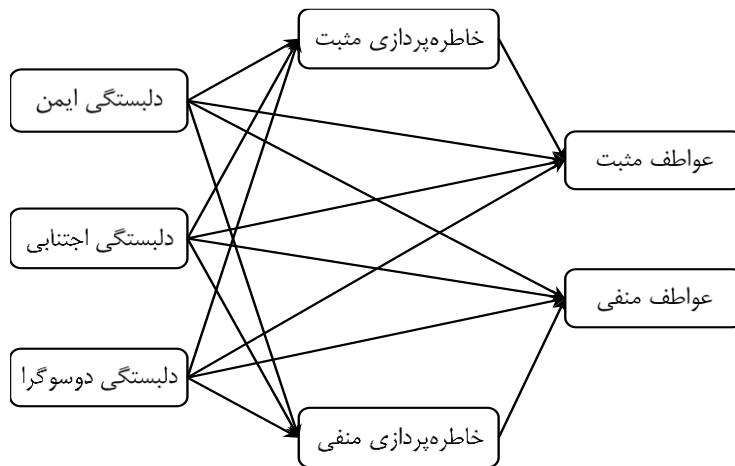 خاطره‌پردازی مثبت
دلبستگی ایمن
عواطف مثبت
دلبستگی اجتنابی
عواطف منفی
دلبستگی دوسوگرا
خاطره‌پردازی منفی